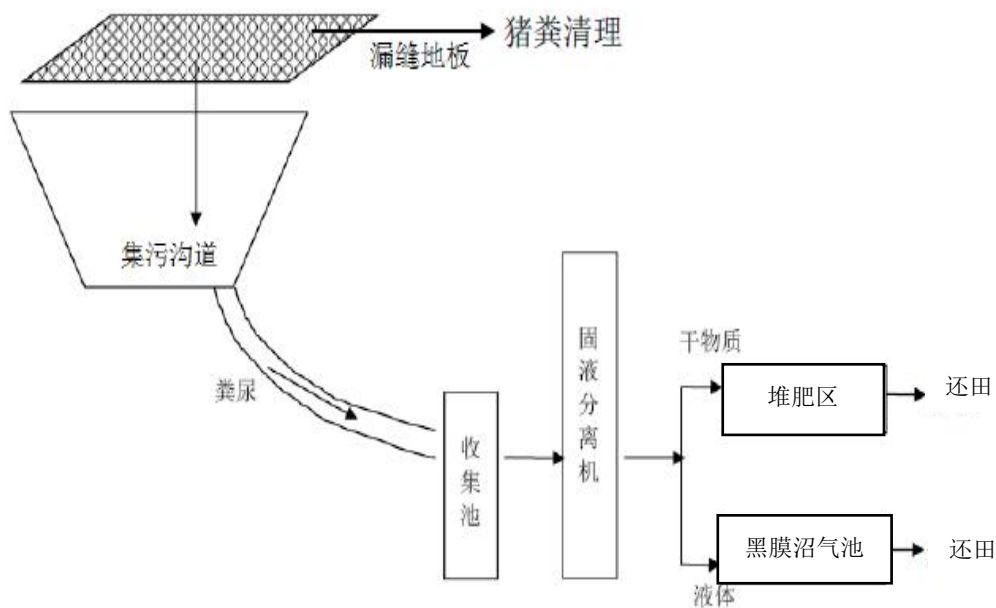 猪粪清理
漏缝地板
集污沟道
粪尿
收集池
固液分离机
干物质
堆肥区
还田
黑膜沼气池
还田
液体